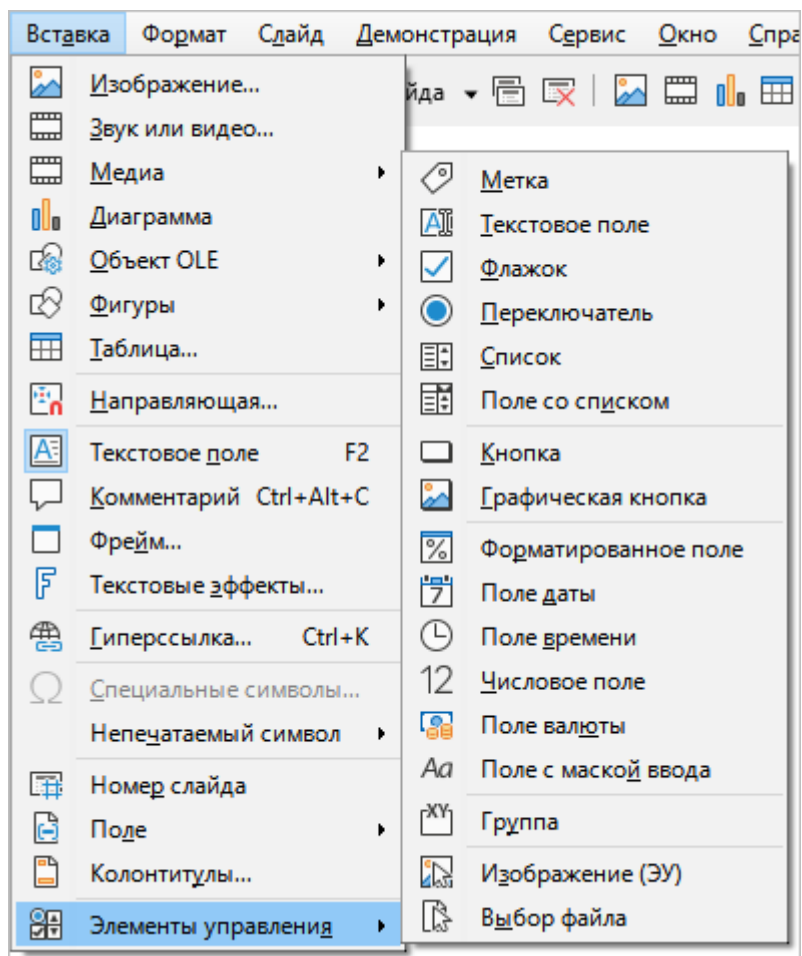 Вставка Формат Слайд Демонстрация Сервис Окно Спра
Изображение...
йда
Звук или видео...
Медиа
Диаграмма
Объект OLE
Фигуры
Таблица...
Направляющая...
Текстовое поле F2
Комментарий Ctrl+Alt+C
Фрейм...
Текстовые эффекты...
Гиперссылка... Ctrl+K
Специальные символы...
Непечатаемый символ
Номер слайда
Поле
Колонтитулы...
Элементы управления
Метка
Текстовое поле
Флажок
Переключатель
Список
Поле со списком
Кнопка
Графическая кнопка
Форматированное поле
Поле даты
Поле времени
12 Числовое поле
Поле валюты
Aa Поле с маской ввода
Группа
Изображение (ЭУ)
Выбор файла